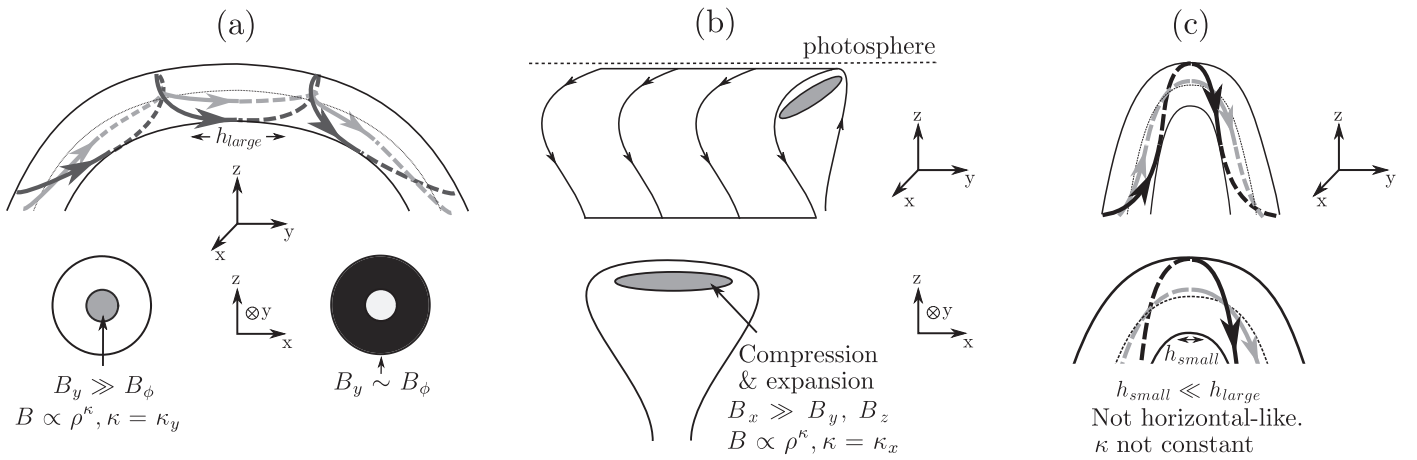 (a)
h_large
z
y
x
z
⊗y
x
B_y ≫ B_ϕ
B ∝ ρ^κ, κ = κ_y
B_y ∼ B_ϕ
(b)
photosphere
z
y
x
z
⊗y
x
Compression
& expansion
B_x ≫ B_y, B_z
B ∝ ρ^κ, κ = κ_x
(c)
z
y
x
h_small
h_small ≪ h_large
Not horizontal-like.
κ not constant